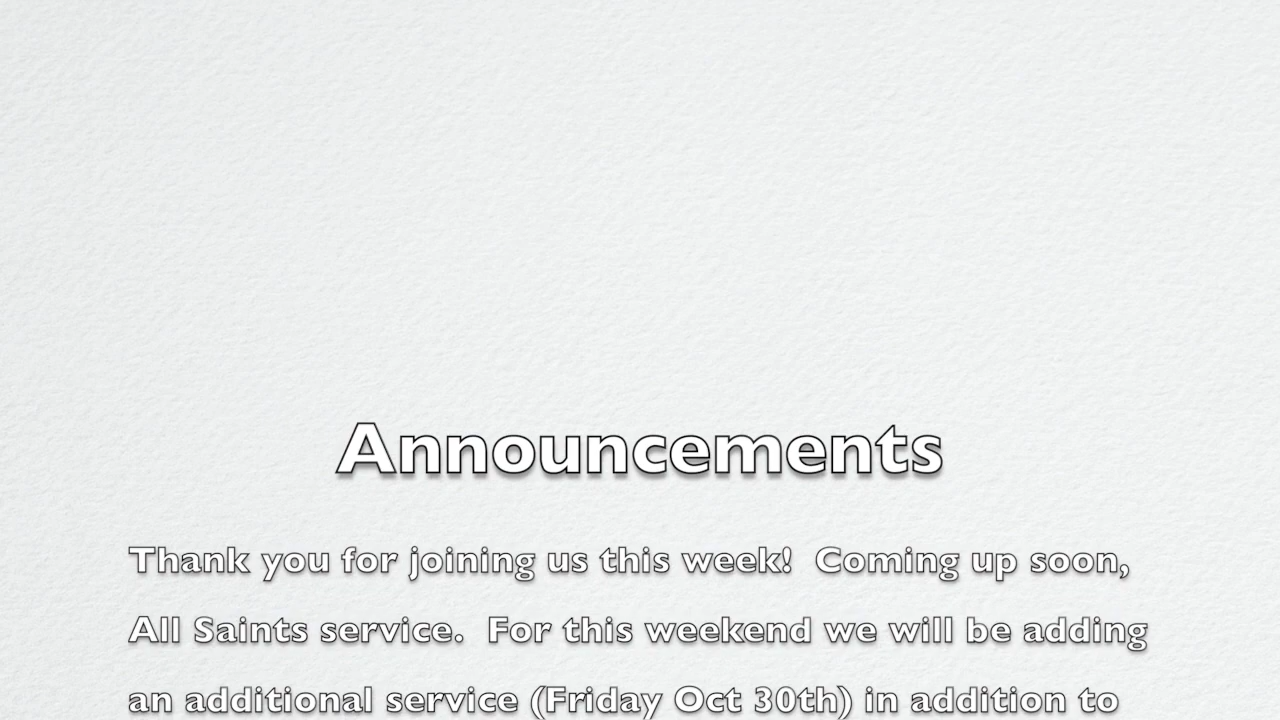 Announcements
Thank you for joining us this week!  Coming up soon,
All Saints service.  For this weekend we will be adding
an additional service (Friday Oct 30th) in addition to